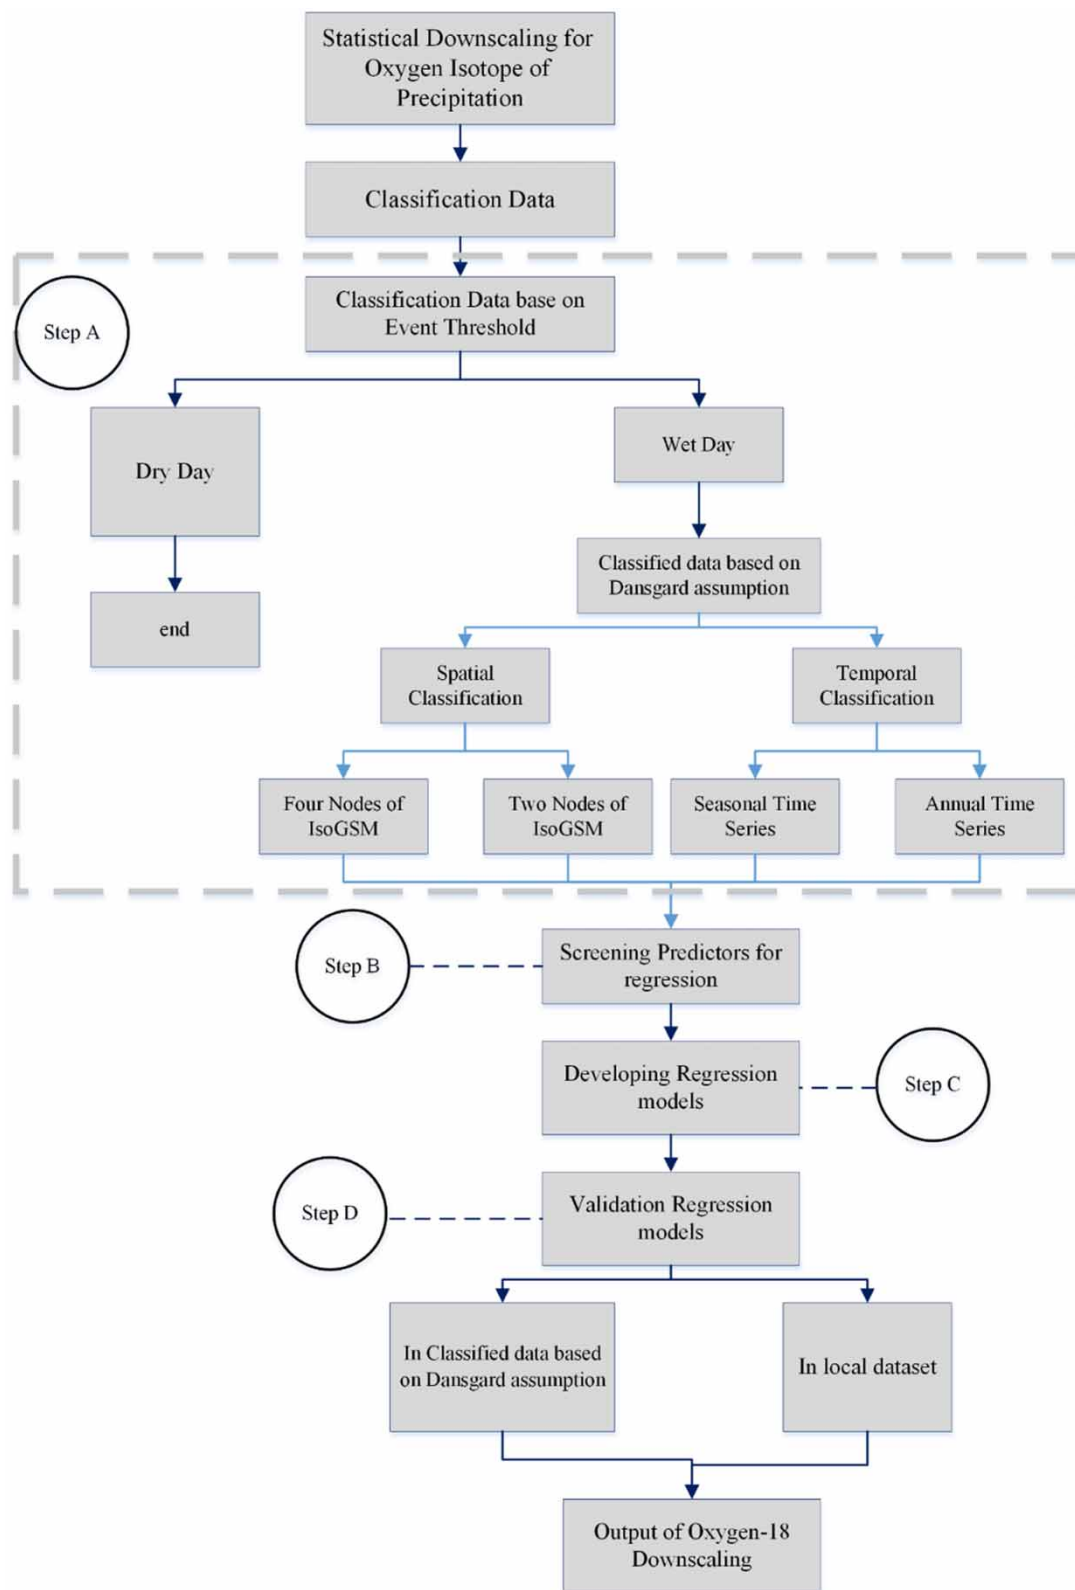 Statistical Downscaling for
Oxygen Isotope of
Precipitation
Classification Data
Classification Data base on
Event Threshold
Step A
Dry Day
Wet Day
end
Classified data based on
Dansgard assumption
Spatial
Classification
Temporal
Classification
Four Nodes of
IsoGSM
Two Nodes of
IsoGSM
Seasonal Time
Series
Annual Time
Series
Step B
Screening Predictors for
regression
Developing Regression
models
Step C
Step D
Validation Regression
models
In Classified data based
on Dansgard assumption
In local dataset
Output of Oxygen-18
Downscaling